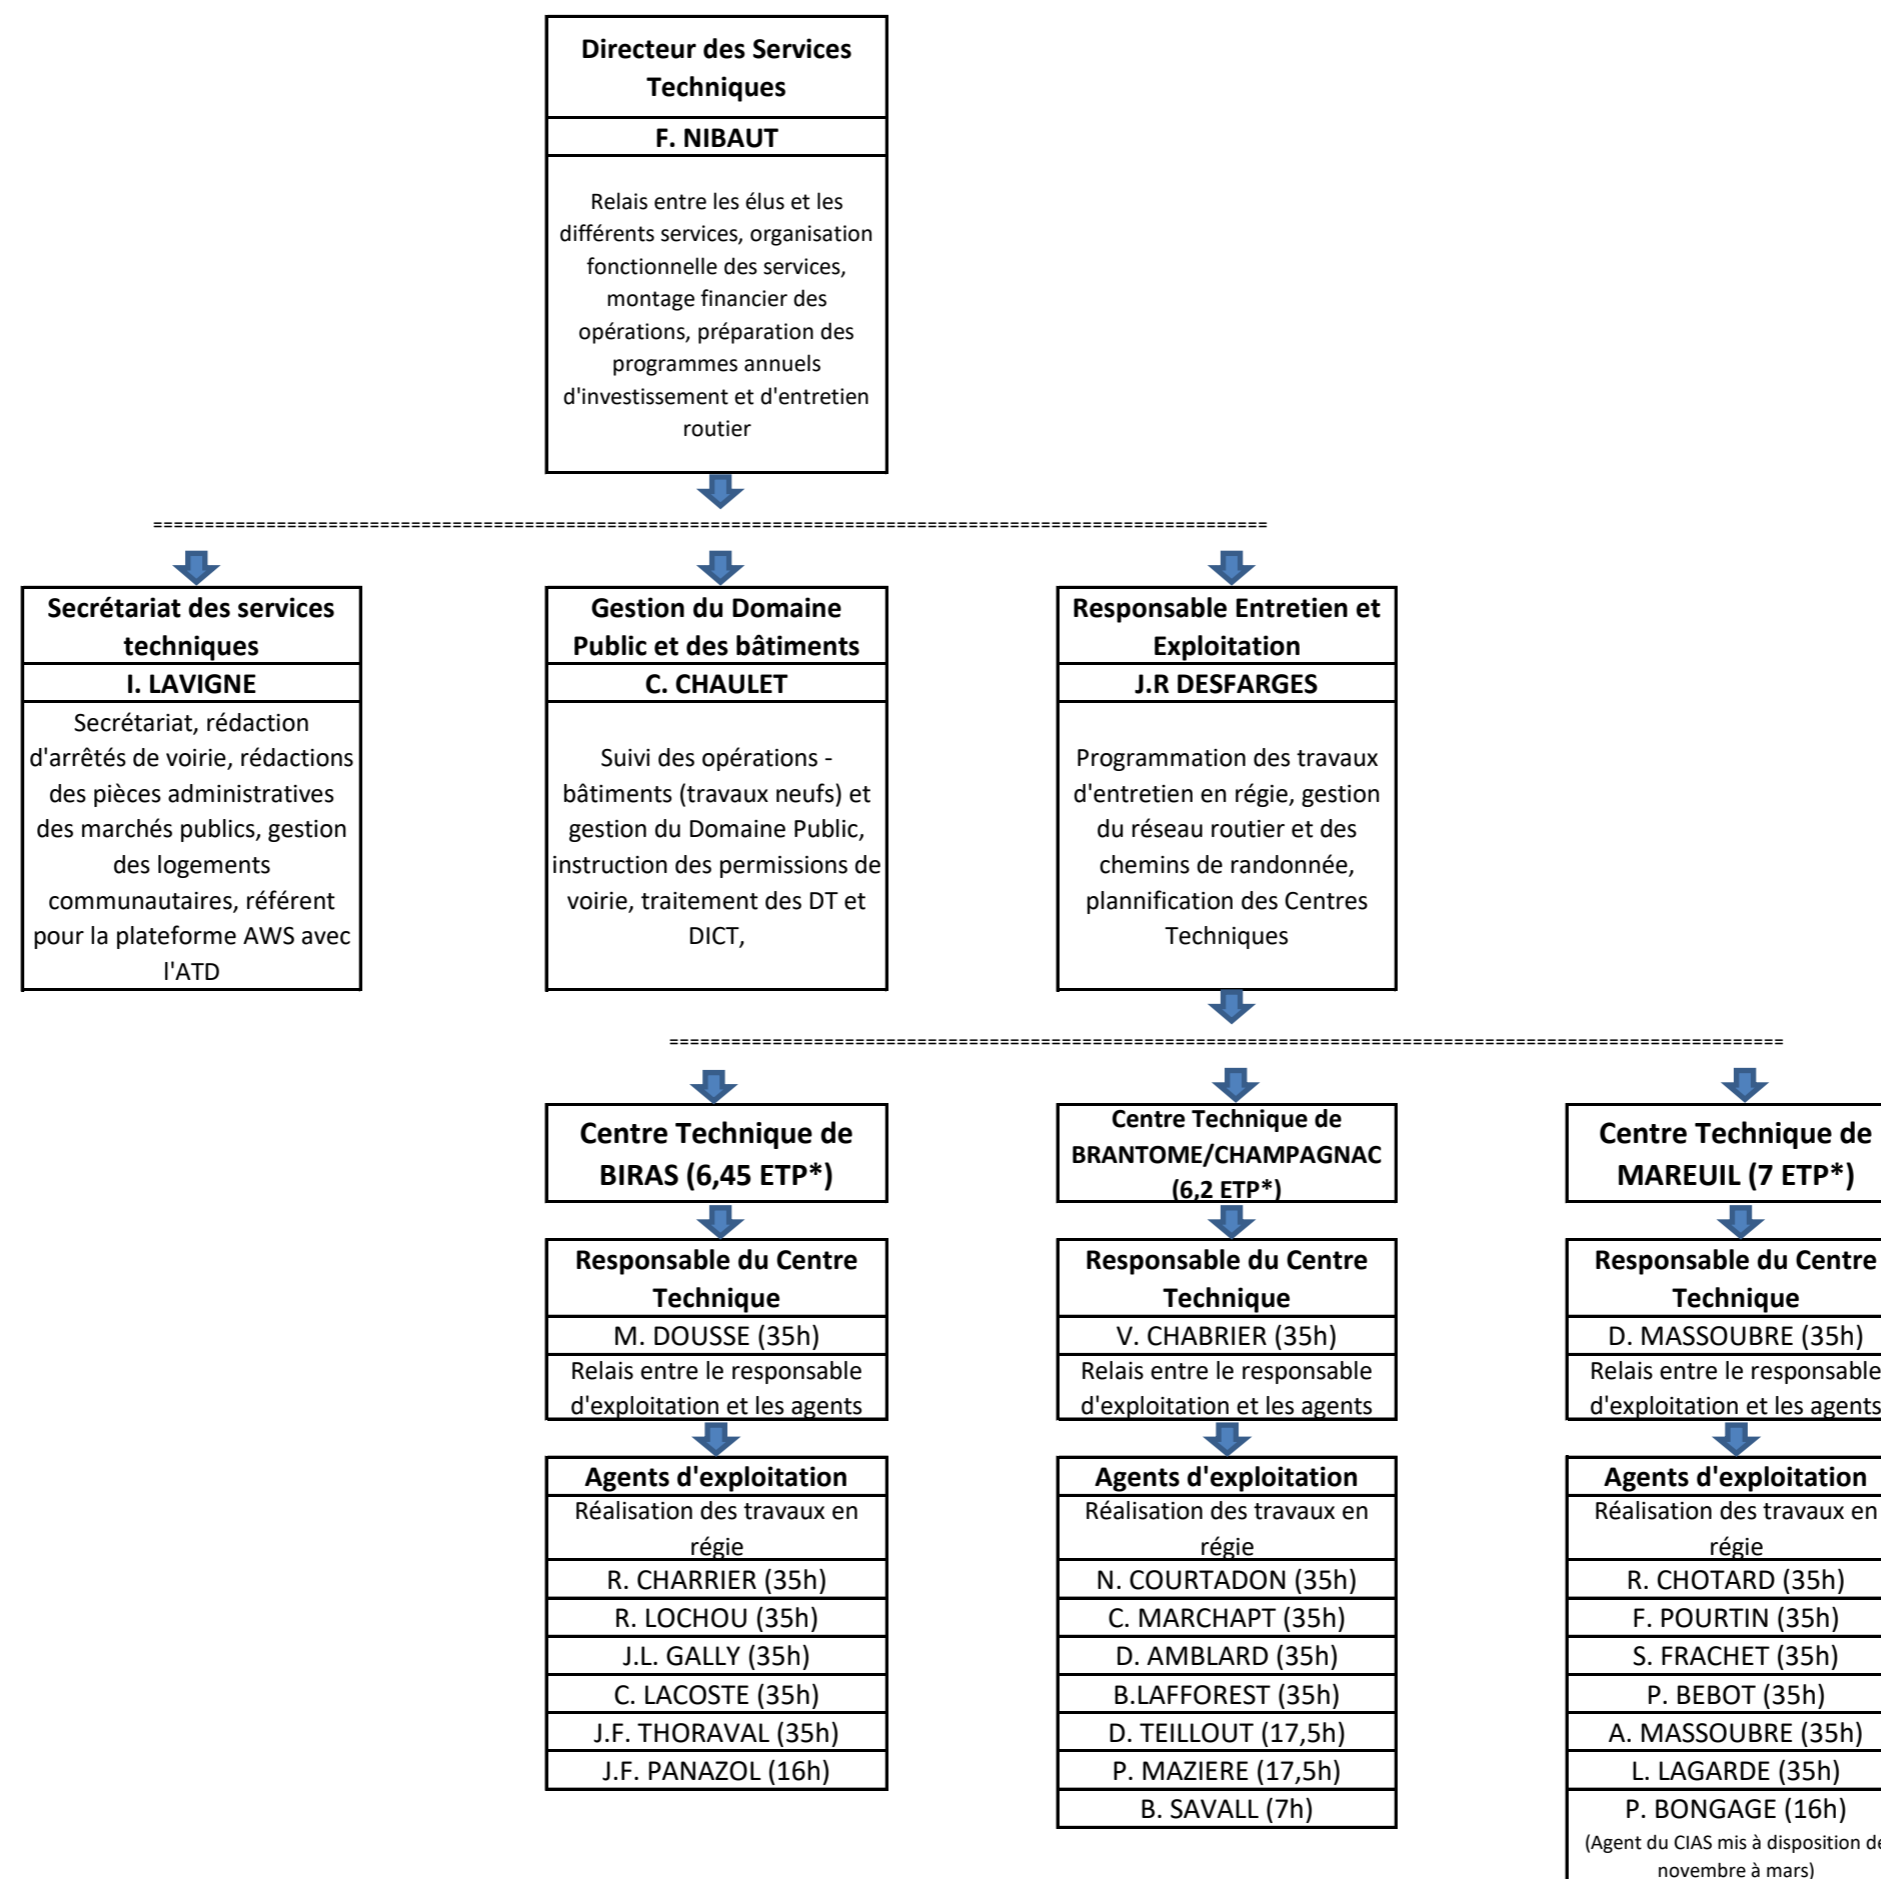 Directeur des Services
Techniques
F. NIBAUT
Relais entre les élus et les
différents services, organisation
fonctionnelle des services,
montage financier des
opérations, préparation des
programmes annuels
d'investissement et d'entretien
routier
Secrétariat des services
techniques
I. LAVIGNE
Secrétariat, rédaction
d'arrêtés de voirie, rédactions
des pièces administratives
des marchés publics, gestion
des logements
communautaires, référent
pour la plateforme AWS avec
l'ATD
Gestion du Domaine
Public et des bâtiments
C. CHAULET
Suivi des opérations -
bâtiments (travaux neufs) et
gestion du Domaine Public,
instruction des permissions de
voirie, traitement des DT et
DICT,
Responsable Entretien et
Exploitation
J.R DESFARGES
Programmation des travaux
d'entretien en régie, gestion
du réseau routier et des
chemins de randonnée,
plannification des Centres
Techniques
Centre Technique de
BIRAS (6,45 ETP*)
Responsable du Centre
Technique
M. DOUSSE (35h)
Relais entre le responsable
d'exploitation et les agents
Agents d'exploitation
Réalisation des travaux en
régie
R. CHARRIER (35h)
R. LOCHOU (35h)
J.L. GALLY (35h)
C. LACOSTE (35h)
J.F. THORAVAL (35h)
J.F. PANAZOL (16h)
Centre Technique de
BRANTOME/CHAMPAGNAC
(6,2 ETP*)
Responsable du Centre
Technique
V. CHABRIER (35h)
Relais entre le responsable
d'exploitation et les agents
Agents d'exploitation
Réalisation des travaux en
régie
N. COURTADON (35h)
C. MARCHAPT (35h)
D. AMBLARD (35h)
B.LAFFOREST (35h)
D. TEILLOUT (17,5h)
P. MAZIERE (17,5h)
B. SAVALL (7h)
Centre Technique de
MAREUIL (7 ETP*)
Responsable du Centre
Technique
D. MASSOUBRE (35h)
Relais entre le responsable
d'exploitation et les agents
Agents d'exploitation
Réalisation des travaux en
régie
R. CHOTARD (35h)
F. POURTIN (35h)
S. FRACHET (35h)
P. BEBOT (35h)
A. MASSOUBRE (35h)
L. LAGARDE (35h)
P. BONGAGE (16h)
(Agent du CIAS mis à disposition de
novembre à mars)